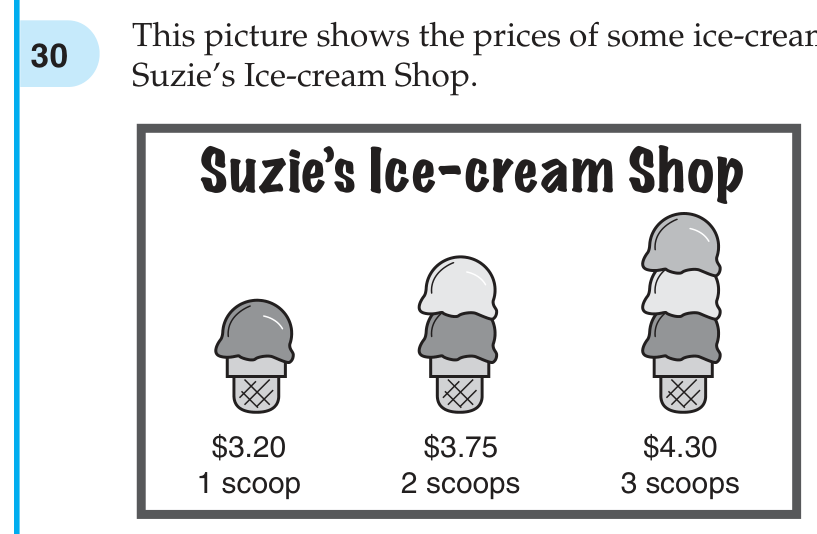 30
This picture shows the prices of some ice-crear
Suzie's Ice-cream Shop.
Suzie's Ice-cream Shop
$3.20 $3.75 $4.30
1 scoop 2 scoops 3 scoops